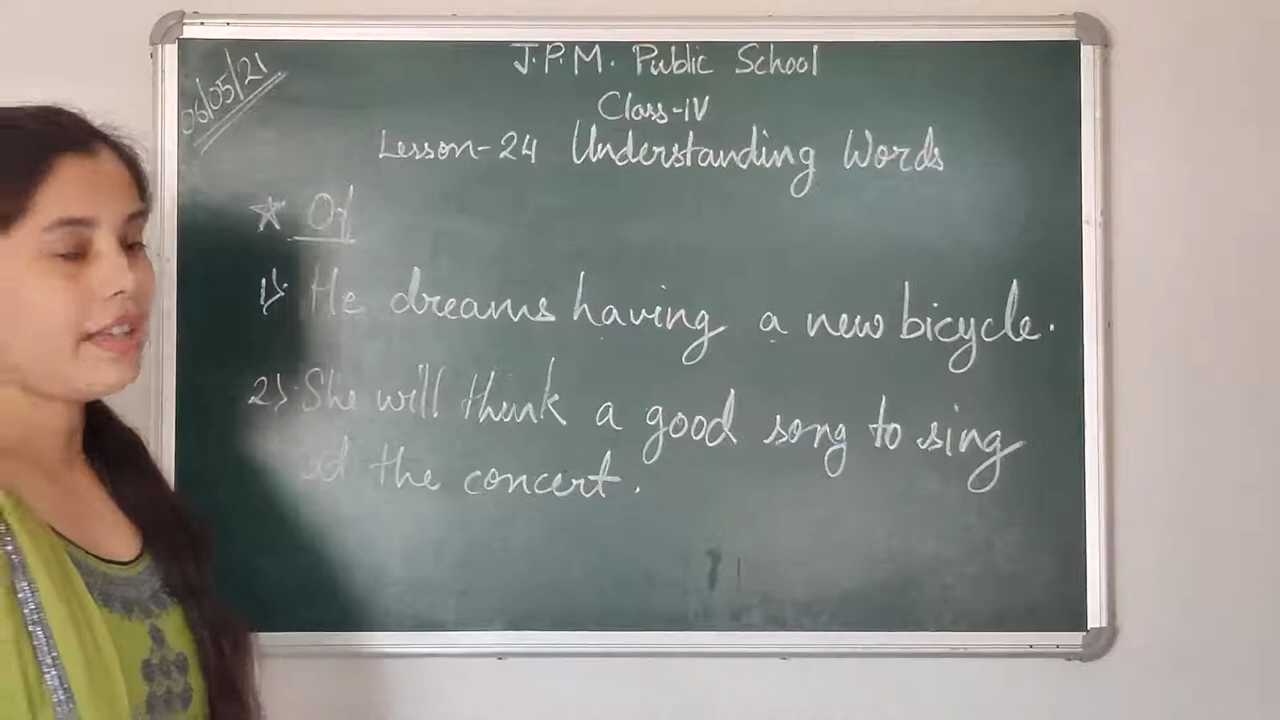 06/05/21
J.P.M. Public School
Class-IV
Lesson-24 Understanding Words
★ Of
1) He dreams having a new bicycle.
2) She will think a good song to sing
at the concert.